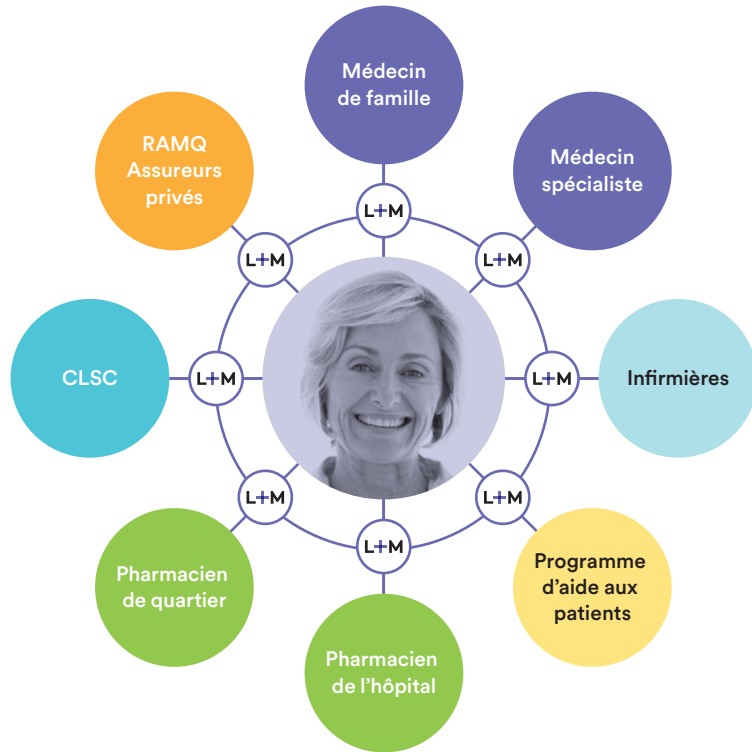 Médecin
de famille
Médecin
spécialiste
RAMQ
Assureurs
privés
L+M
L+M
L+M
CLSC
L+M
L+M
Infirmières
L+M
L+M
L+M
Pharmacien
de quartier
Programme
d’aide aux
patients
Pharmacien
de l’hôpital